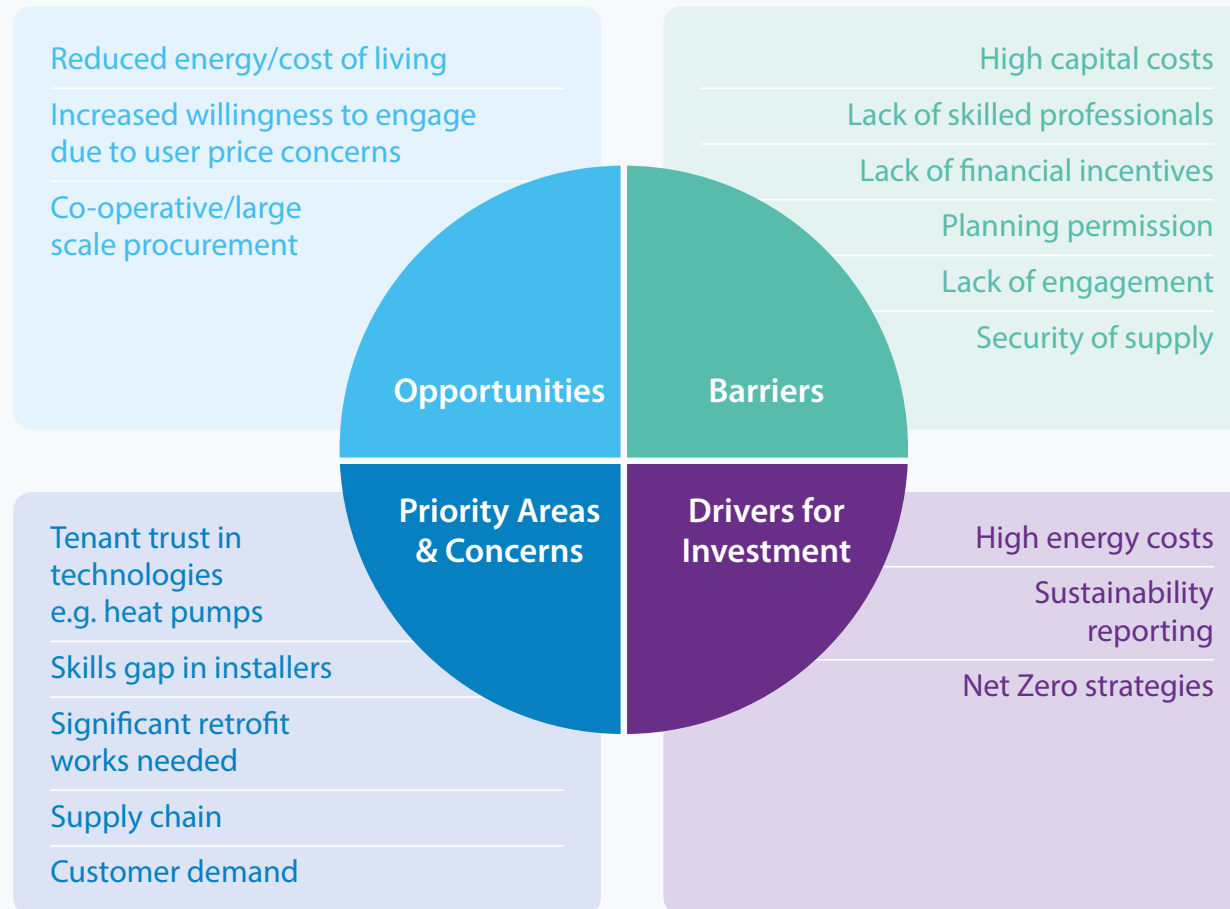 Reduced energy/cost of living
Increased willingness to engage
due to user price concerns
Co-operative/large
scale procurement
Opportunities
High capital costs
Lack of skilled professionals
Lack of financial incentives
Planning permission
Lack of engagement
Security of supply
Barriers
Priority Areas
& Concerns
Tenant trust in
technologies
e.g. heat pumps
Skills gap in installers
Significant retrofit
works needed
Supply chain
Customer demand
Drivers for
Investment
High energy costs
Sustainability
reporting
Net Zero strategies